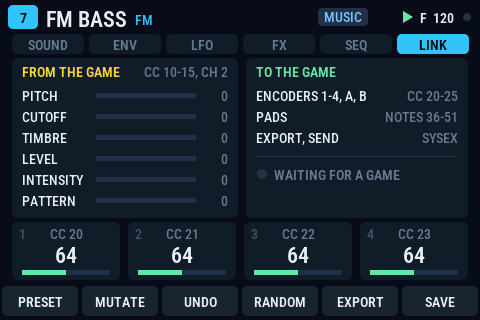 7 FM BASS FM MUSIC F 120
SOUND ENV LFO FX SEQ LINK
FROM THE GAME CC 10-15, CH 2
PITCH 0
CUTOFF 0
TIMBRE 0
LEVEL 0
INTENSITY 0
PATTERN 0
TO THE GAME
ENCODERS 1-4, A, B CC 20-25
PADS NOTES 36-51
EXPORT, SEND SYSEX
WAITING FOR A GAME
1 CC 20 2 CC 21 3 CC 22 4 CC 23
64 64 64 64
PRESET MUTATE UNDO RANDOM EXPORT SAVE